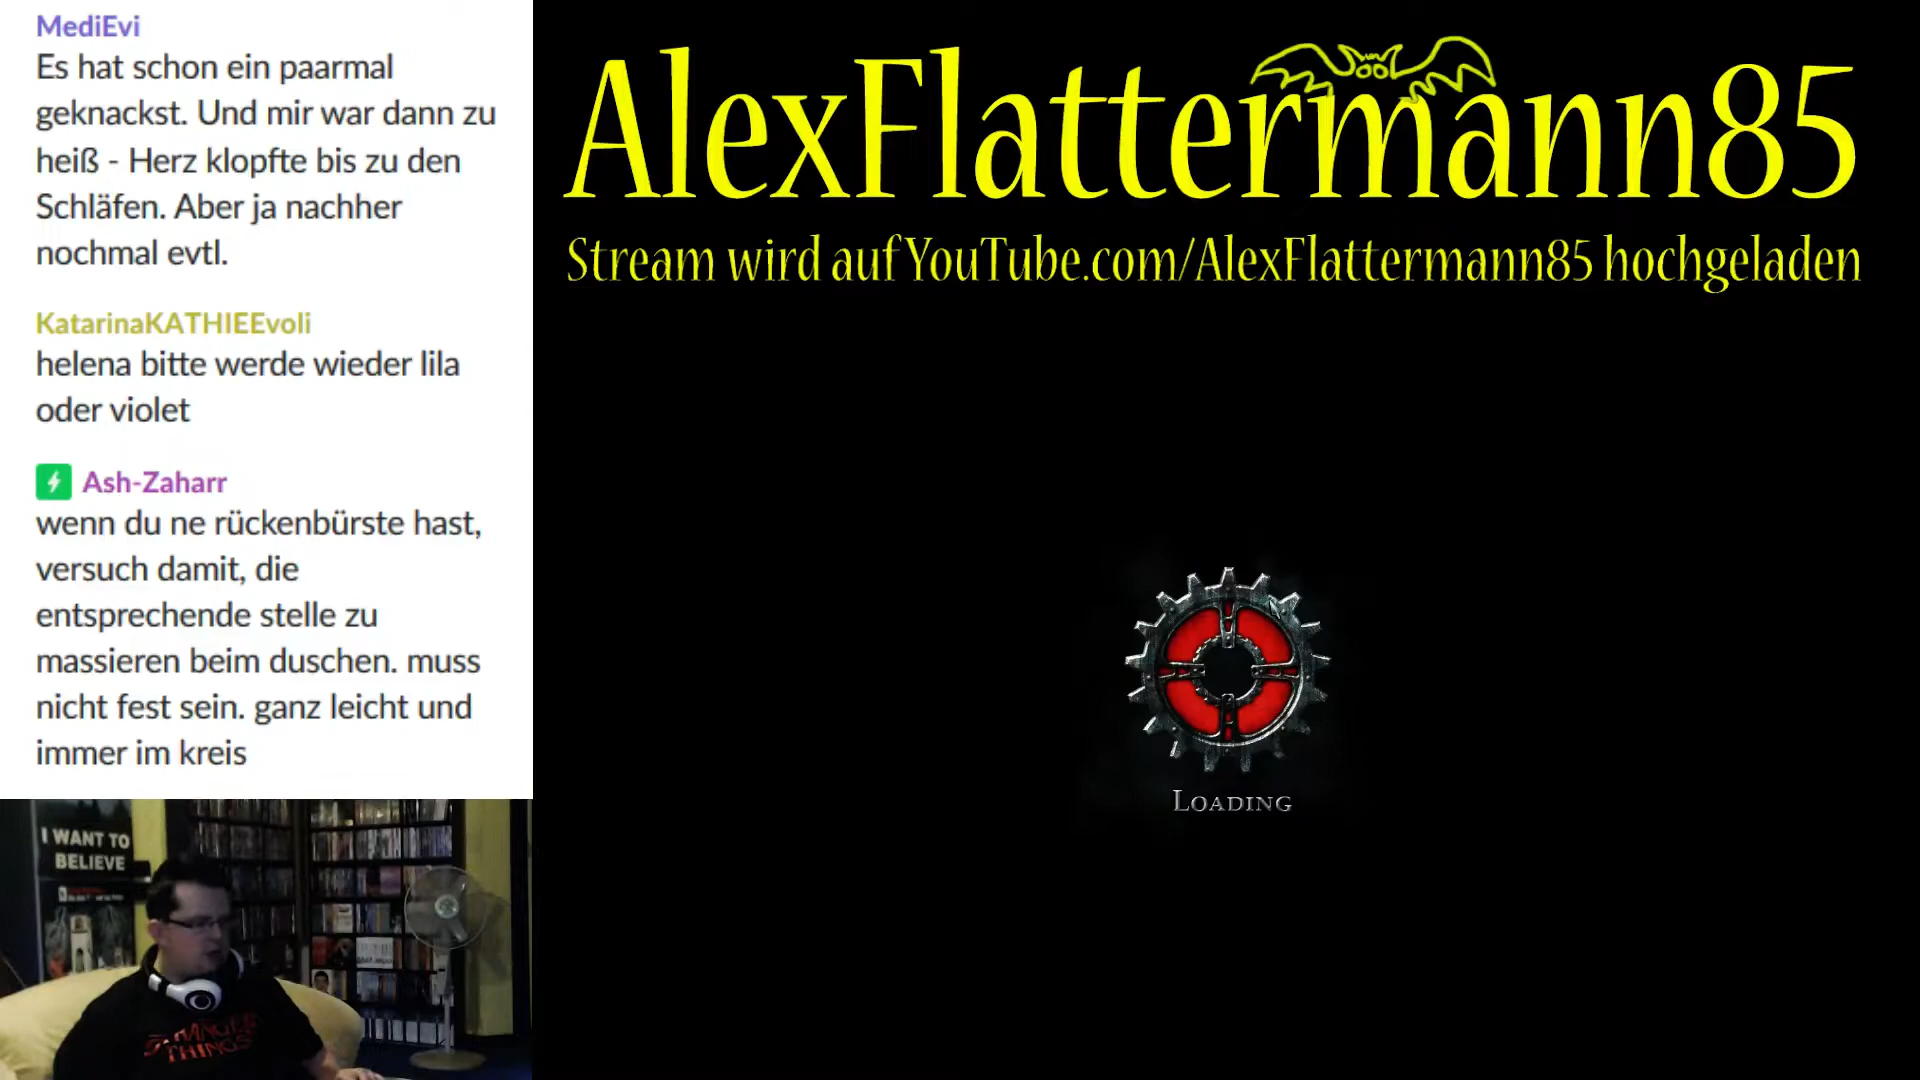 MediEvi
Es hat schon ein paarmal
geknackst. Und mir war dann zu
heiß - Herz klopfte bis zu den
Schläfen. Aber ja nachher
nochmal evtl.
KatarinaKATHIEEvoli
helena bitte werde wieder lila
oder violet
Ash-Zaharr
wenn du ne rückenbürste hast,
versuch damit, die
entsprechende stelle zu
massieren beim duschen. muss
nicht fest sein. ganz leicht und
immer im kreis
AlexFlattermann85
Stream wird auf YouTube.com/AlexFlattermann85 hochgeladen
LOADING
I WANT TO
BELIEVE
STRANGER
THINGS